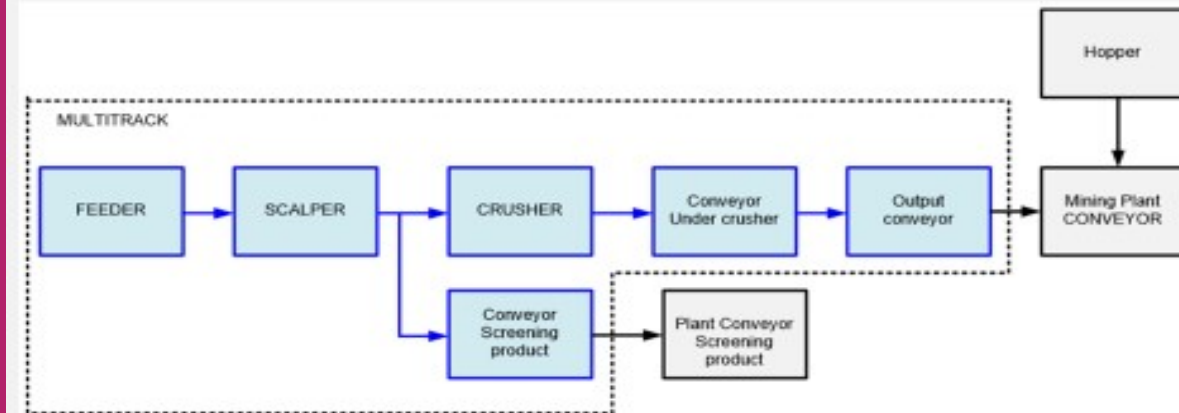 Hopper
MULTITRACK
FEEDER
SCALPER
CRUSHER
Conveyor
Under crusher
Output
conveyor
Mining Plant
CONVEYOR
Conveyor
Screening
product
Plant Conveyor
Screening
product